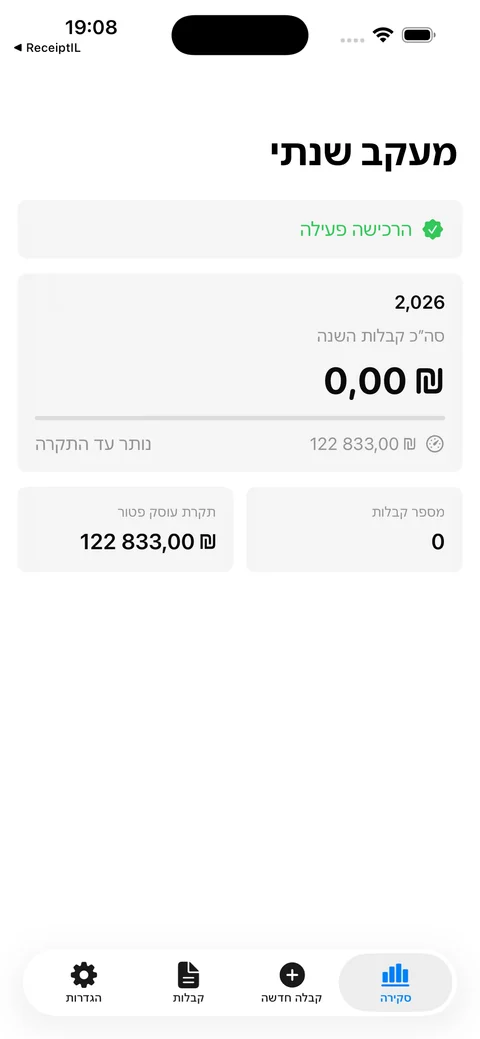 19:08
◀ ReceiptIL
מעקב שנתי
הרכישה פעילה
2,026
סה״כ קבלות השנה
₪ 0,00
₪ 122 833,00 נותר עד התקרה
מספר קבלות
0
תקרת עוסק פטור
₪ 122 833,00
סקירה
קבלה חדשה
קבלות
הגדרות